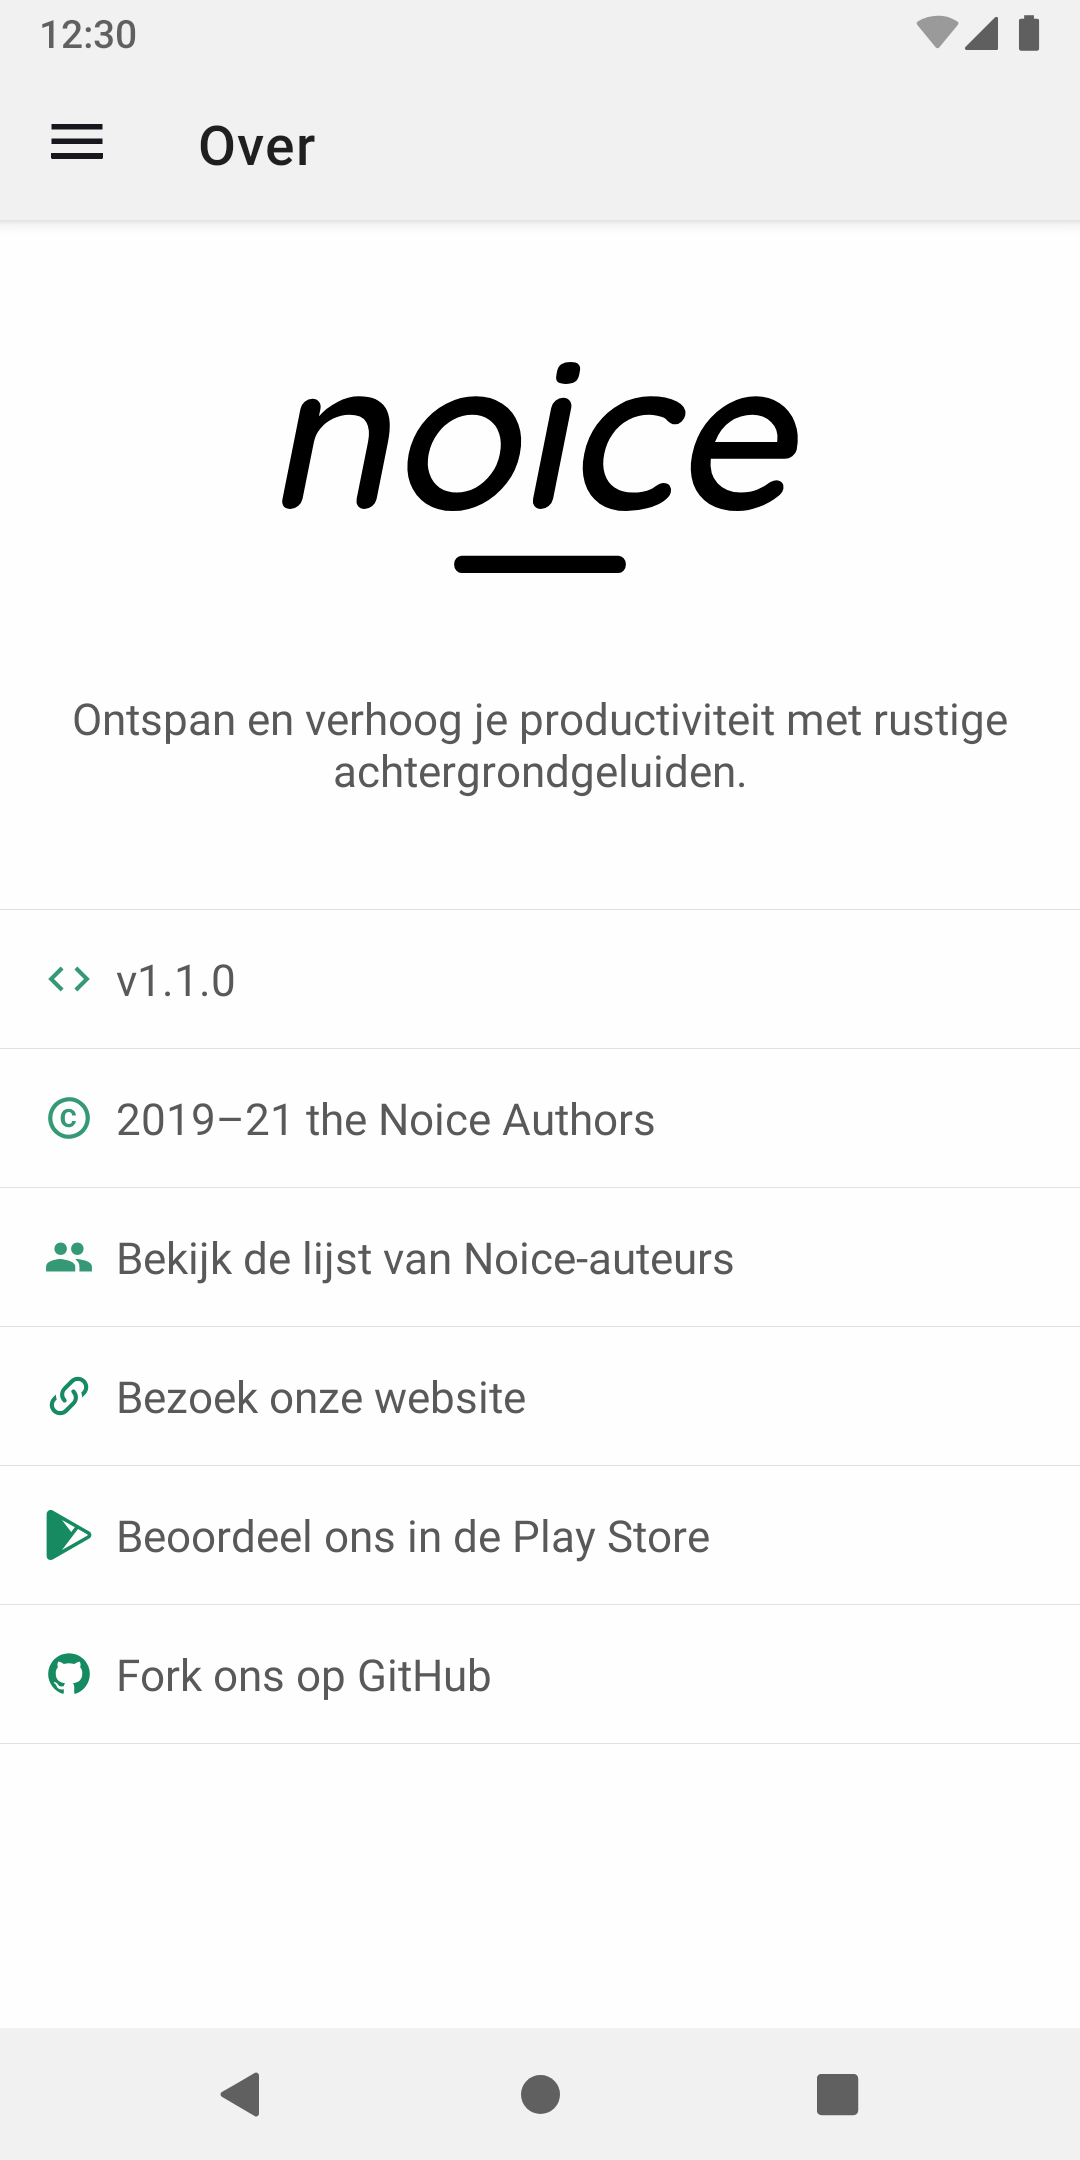 12:30
Over
noice
Ontspan en verhoog je productiviteit met rustige
achtergrondgeluiden.
v1.1.0
2019–21 the Noice Authors
Bekijk de lijst van Noice-auteurs
Bezoek onze website
Beoordeel ons in de Play Store
Fork ons op GitHub